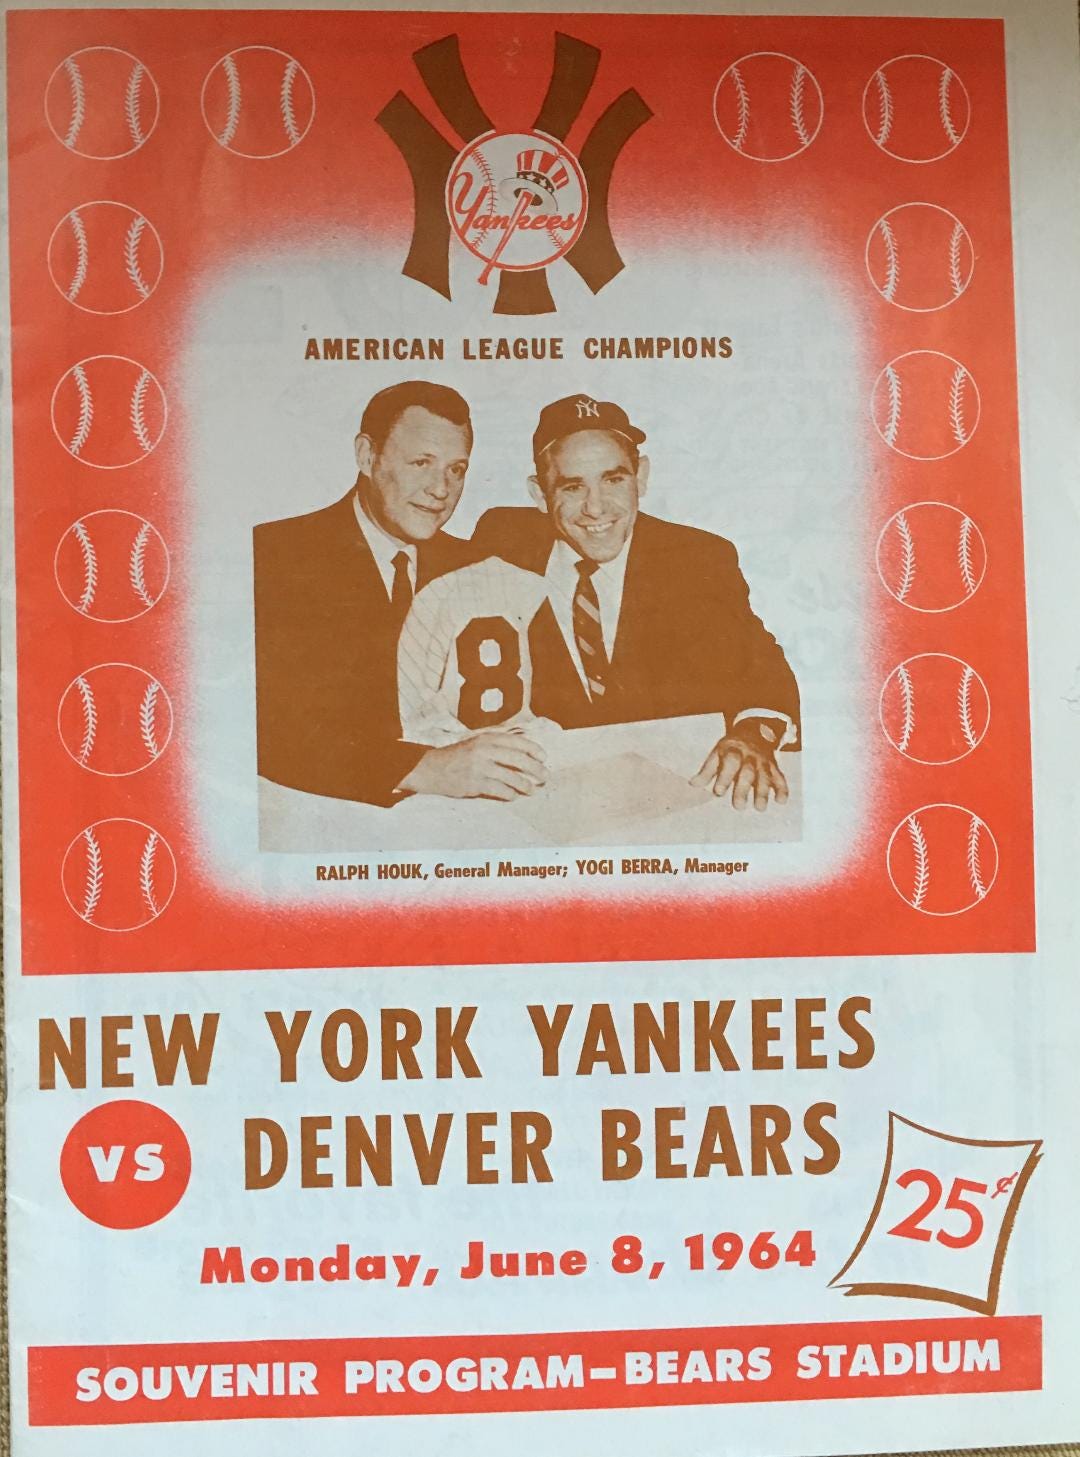 Yankees
AMERICAN LEAGUE CHAMPIONS
NY
8
RALPH HOUK, General Manager; YOGI BERRA, Manager
NEW YORK YANKEES
VS DENVER BEARS
25¢
Monday, June 8, 1964
SOUVENIR PROGRAM-BEARS STADIUM